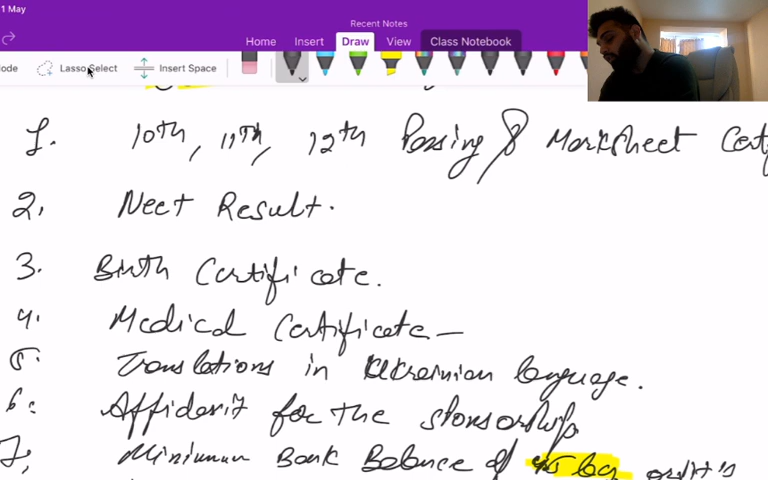 1 May
Recent Notes
Home Insert Draw View Class Notebook
ode Lasso Select Insert Space
1. 10th, 11th, 12th Passing & Marksheet Cert
2, Neet Result.
3. Birth Certificate.
4. Medical Certificate-
5. Translations in Ukrainian language.
6: Affidavit for the sponsorship
7, Minimum Bank Balance of